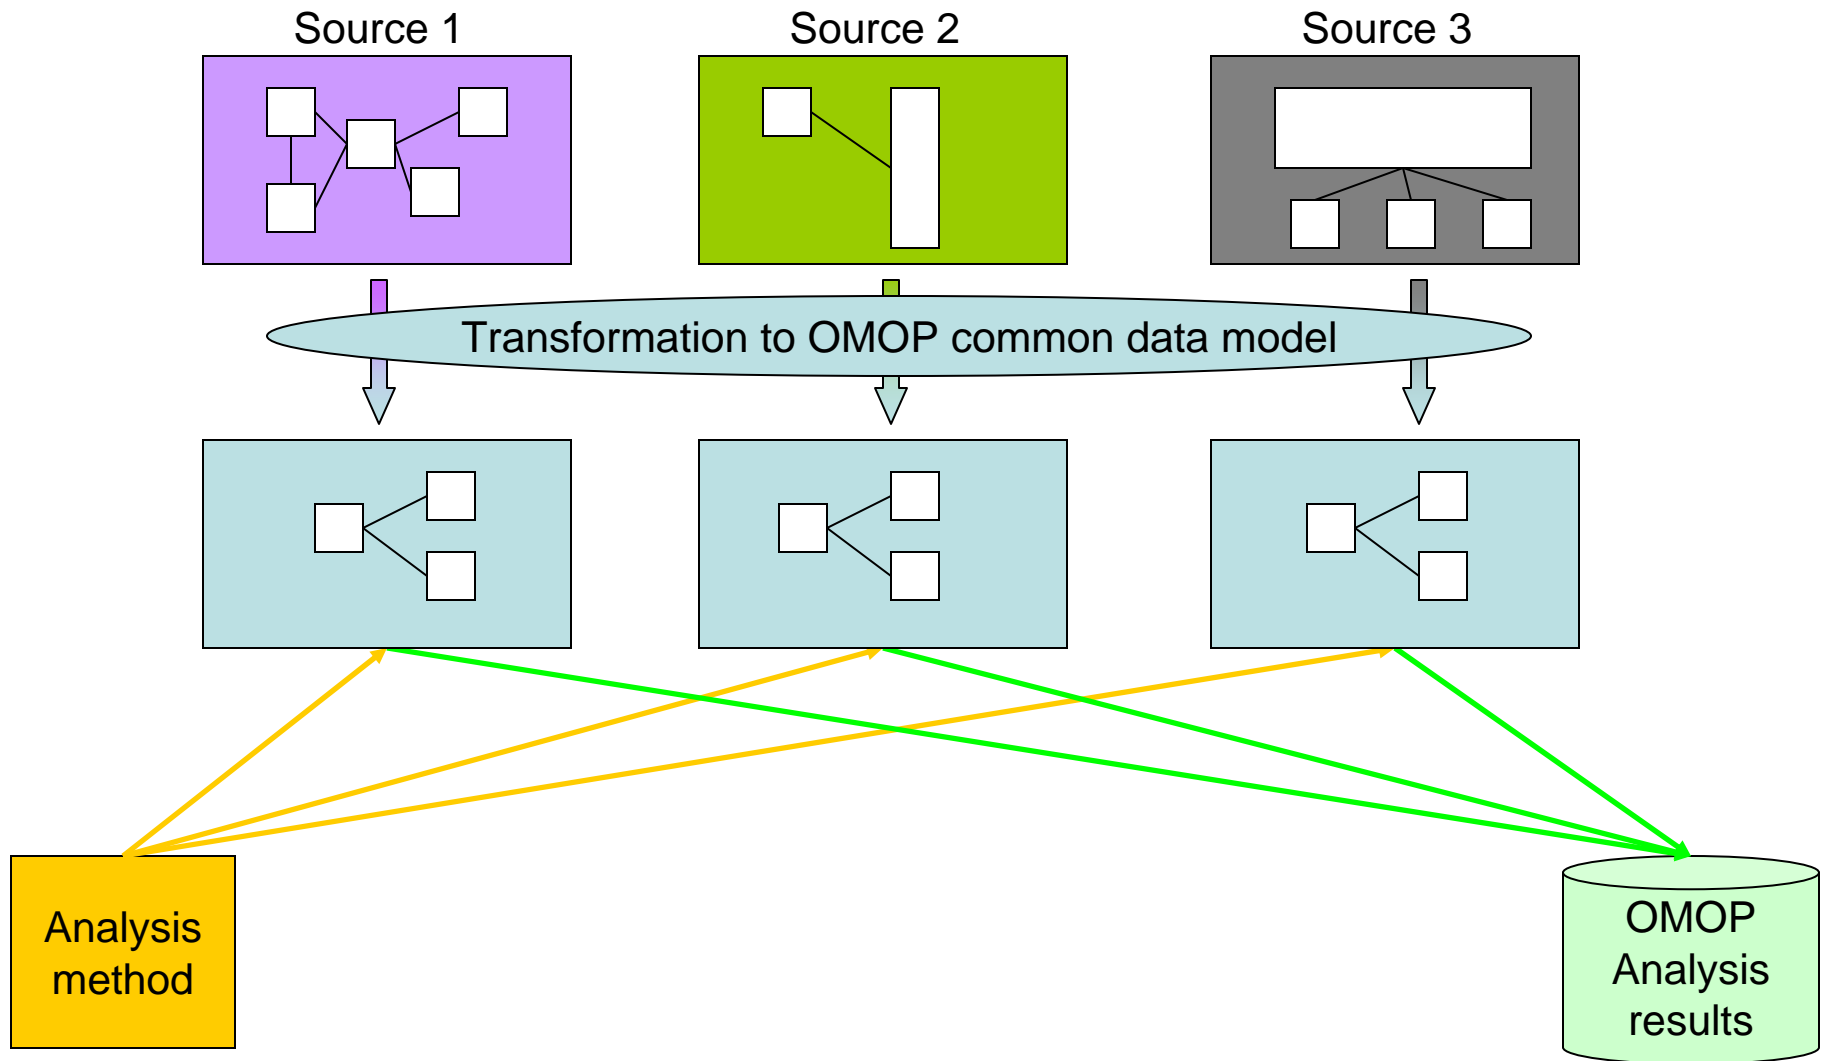 Source 1
Source 2
Source 3
Transformation to OMOP common data model
Analysis
method
OMOP
Analysis
results